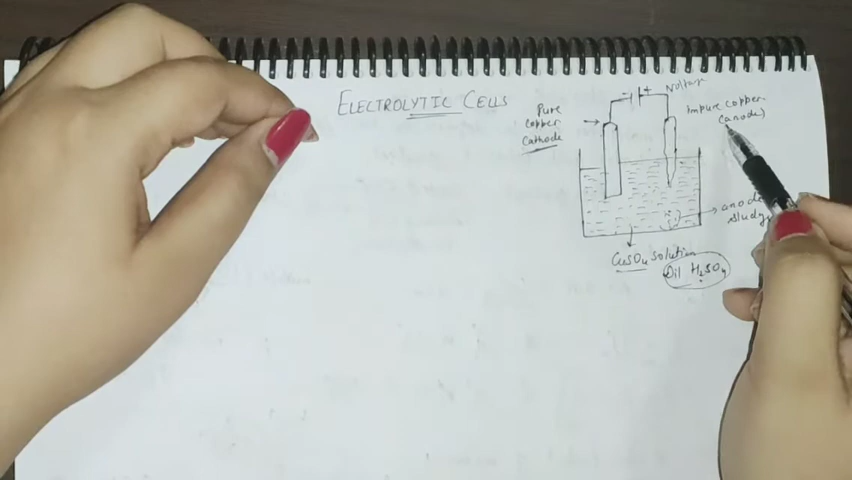 ELECTROLYTIC CELLS
Pure
copper
cathode
- +
Voltage
impure copper
(anode)
anode
sludge
CuSO4 solution
Dil H2SO4